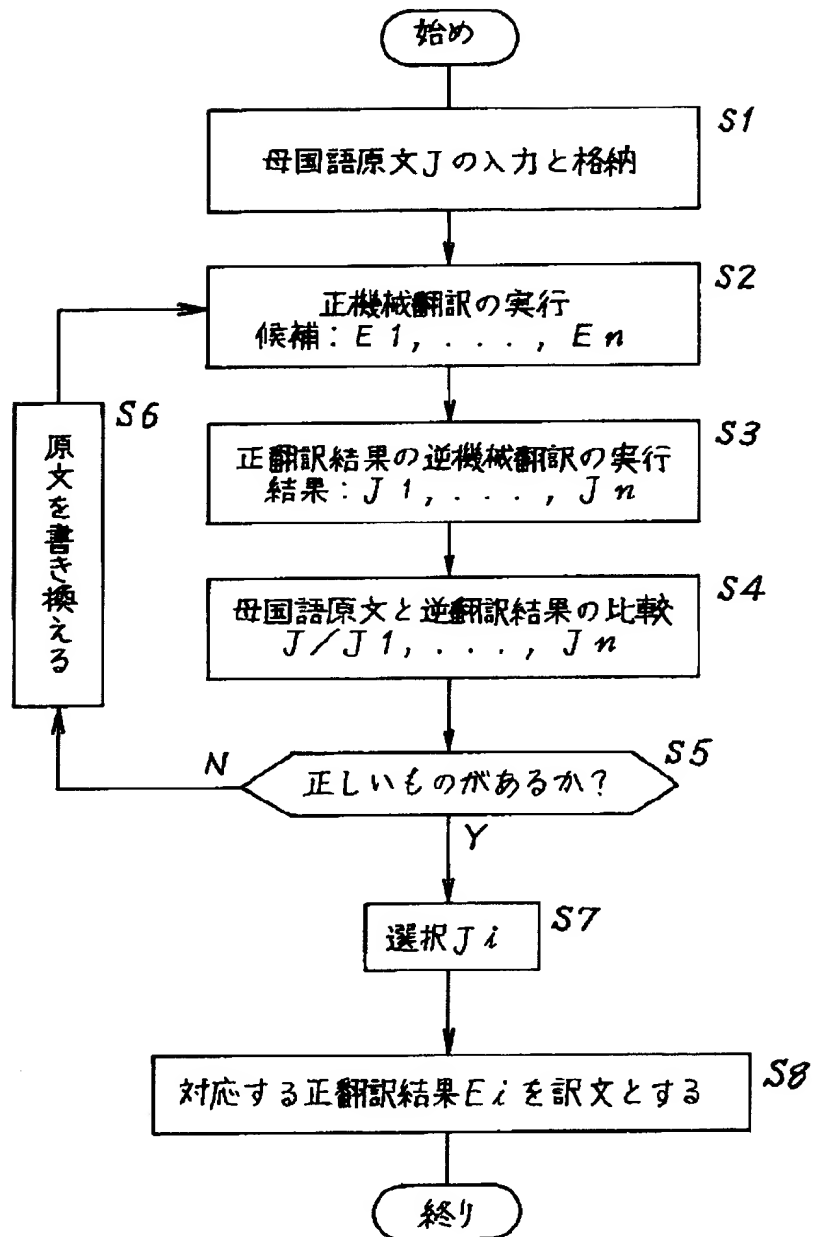 始め
S1
母国語原文Jの入力と格納
S2
正機械翻訳の実行
候補:E1, . . . , En
S6
原文を書き換える
S3
正翻訳結果の逆機械翻訳の実行
結果:J1, . . . , Jn
S4
母国語原文と逆翻訳結果の比較
J/J1, . . . , Jn
S5
N
正しいものがあるか?
Y
S7
選択Ji
S8
対応する正翻訳結果Eiを訳文とする
終り